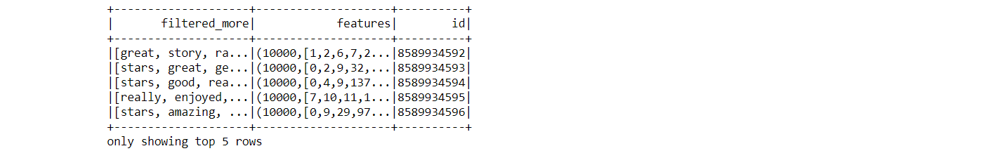 +--------------------+--------------------+----------+
|       filtered_more|            features|        id|
+--------------------+--------------------+----------+
|[great, story, ra...|(10000,[1,2,6,7,2...|8589934592|
|[stars, great, ge...|(10000,[0,2,9,32,...|8589934593|
|[stars, good, rea...|(10000,[0,4,9,137...|8589934594|
|[really, enjoyed,...|(10000,[7,10,11,1...|8589934595|
|[stars, amazing, ...|(10000,[0,9,29,97...|8589934596|
+--------------------+--------------------+----------+
only showing top 5 rows